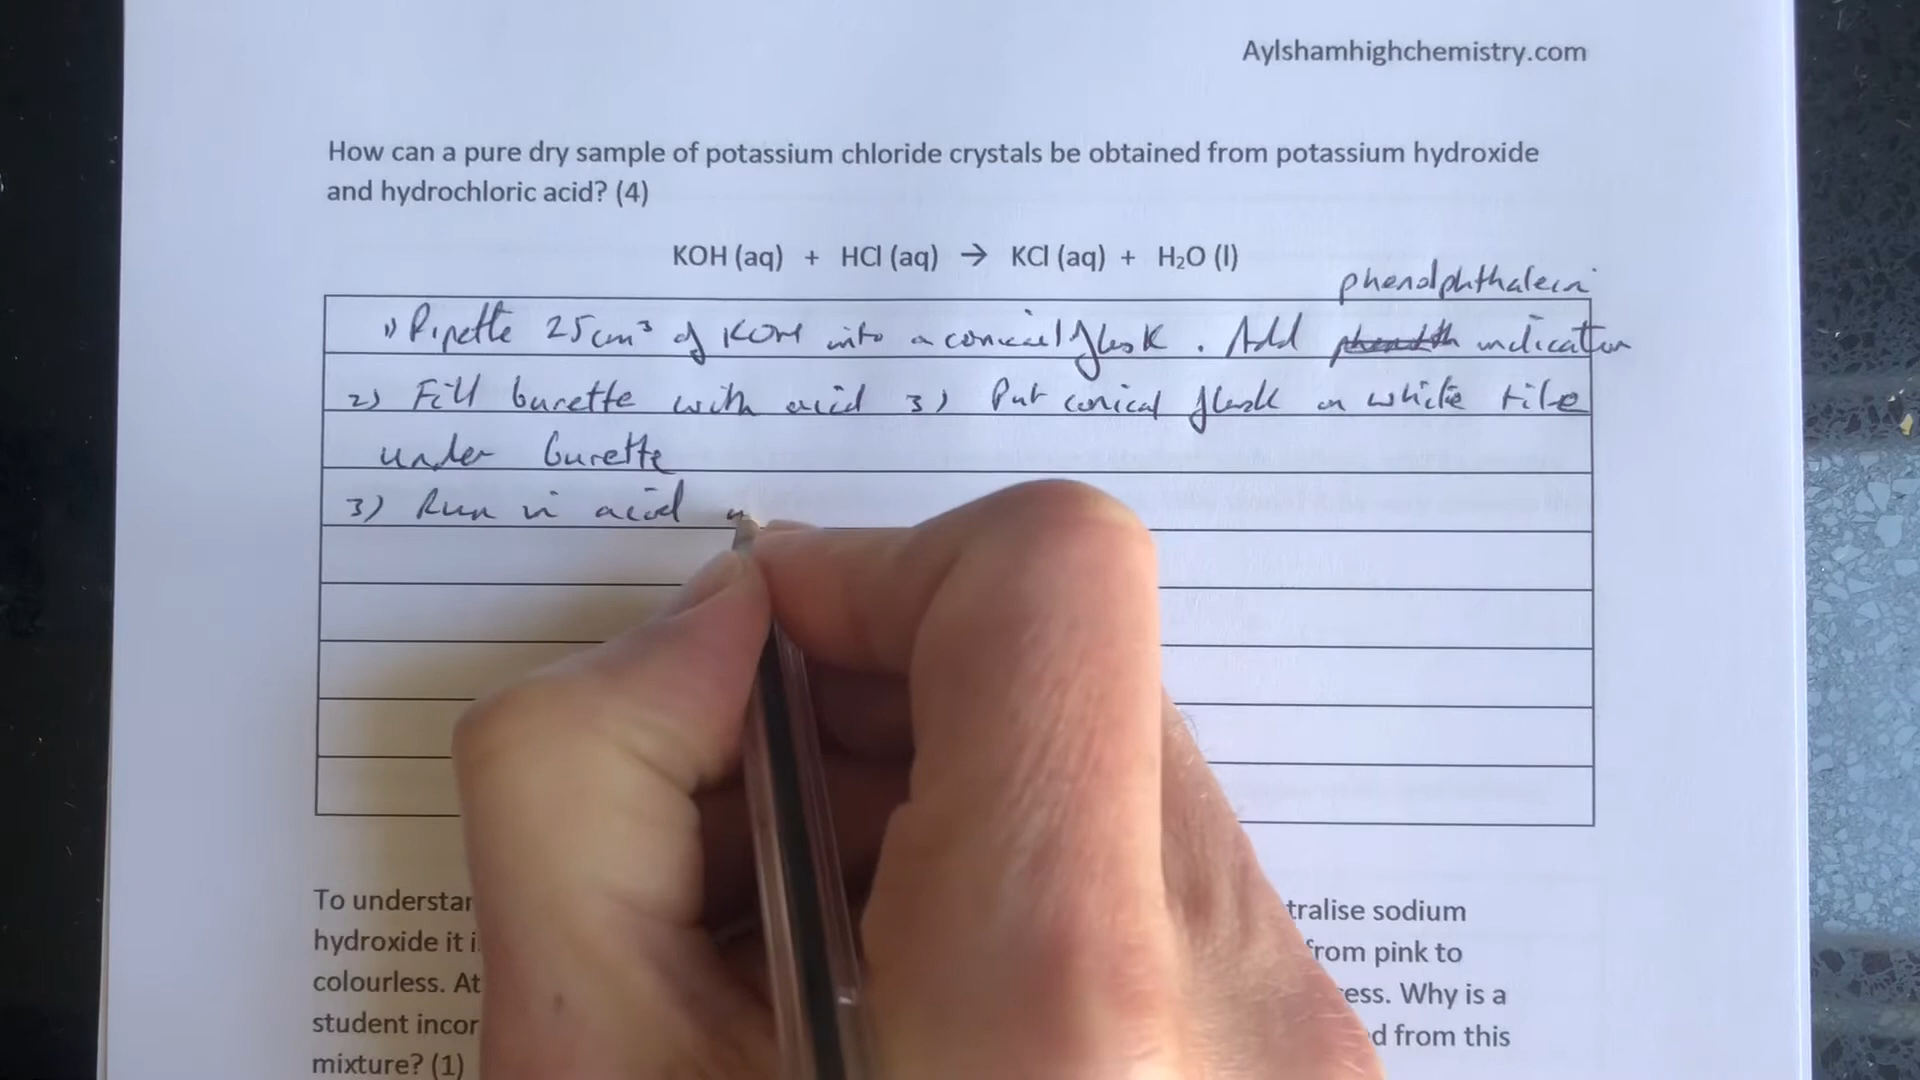 Aylshamhighchemistry.com
How can a pure dry sample of potassium chloride crystals be obtained from potassium hydroxide
and hydrochloric acid? (4)
KOH (aq) + HCl (aq) → KCl (aq) + H₂O (l)
phenolphthalein
1) Pipette 25cm³ of KOH into a conical flask. Add indicator
2) Fill burette with acid 3) Put conical flask on white tile
under burette
3) Run in acid
To understan tralise sodium
hydroxide it i from pink to
colourless. At ess. Why is a
student incor d from this
mixture? (1)